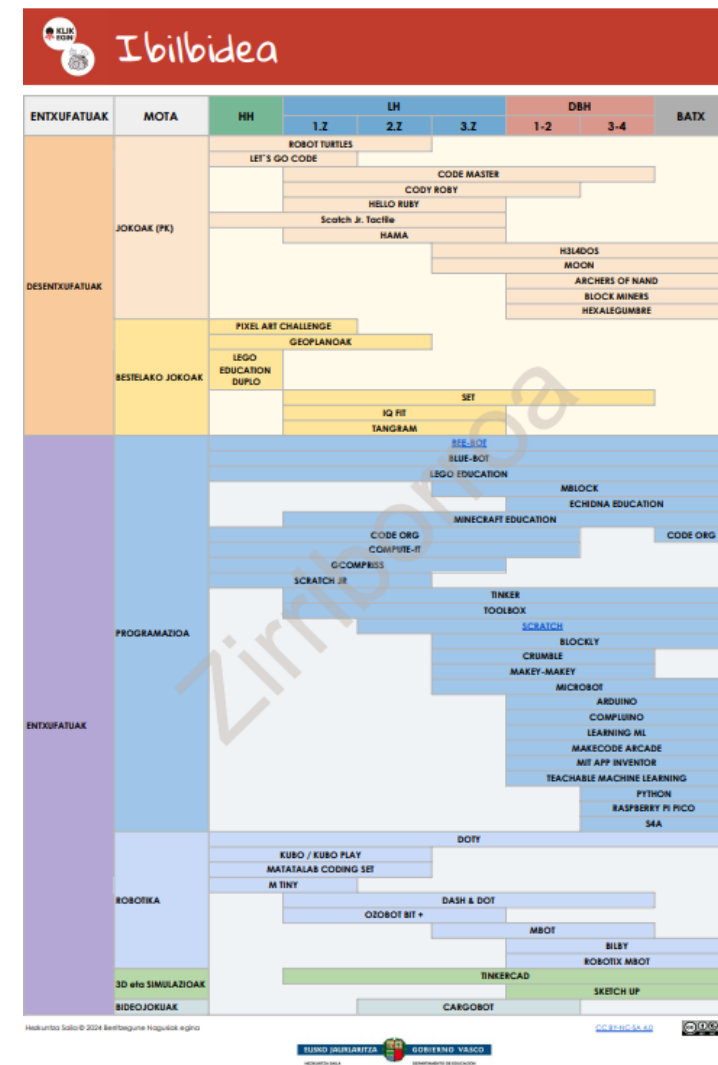 KLIK
EGIN
Ibilbidea
ENTXUFATUAK MOTA HH LH DBH BATX
1.Z 2.Z 3.Z 1-2 3-4
DESENTXUFATUAK
JOKOAK (PK)
ROBOT TURTLES
LET´S GO CODE
CODE MASTER
CODY ROBY
HELLO RUBY
Scatch Jr. Tactile
HAMA
H3L4DOS
MOON
ARCHERS OF NAND
BLOCK MINERS
HEXALEGUMBRE
BESTELAKO JOKOAK
PIXEL ART CHALLENGE
GEOPLANOAK
LEGO
EDUCATION
DUPLO
SET
IQ FIT
TANGRAM
ENTXUFATUAK
PROGRAMAZIOA
BEE-BOT
BLUE-BOT
LEGO EDUCATION
MBLOCK
ECHIDNA EDUCATION
MINECRAFT EDUCATION
CODE ORG CODE ORG
COMPUTE-IT
GCOMPRISS
SCRATCH JR
TINKER
TOOLBOX
SCRATCH
BLOCKLY
CRUMBLE
MAKEY-MAKEY
MICROBOT
ARDUINO
COMPLUINO
LEARNING ML
MAKECODE ARCADE
MIT APP INVENTOR
TEACHABLE MACHINE LEARNING
PYTHON
RASPBERRY PI PICO
S4A
ROBOTIKA
DOTY
KUBO / KUBO PLAY
MATATALAB CODING SET
M TINY
DASH & DOT
OZOBOT BIT +
MBOT
BILBY
ROBOTIX MBOT
3D eta SIMULAZIOAK
TINKERCAD
SKETCH UP
BIDEOJOKUAK
CARGOBOT
Zirriborroa
Hezkuntza Saila © 2024 Berritzegune Nagusiak egina
CC BY-NC-SA 4.0
EUSKO JAURLARITZA GOBIERNO VASCO
HEZKUNTZA SAILA DEPARTAMENTO DE EDUCACIÓN